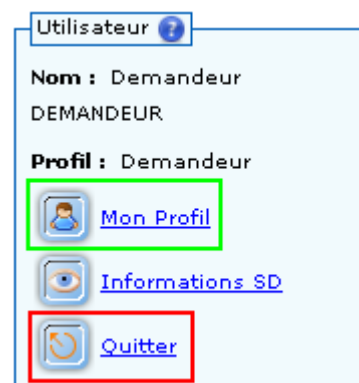 Utilisateur ?
Nom : Demandeur
DEMANDEUR
Profil : Demandeur
Mon Profil
Informations SD
Quitter